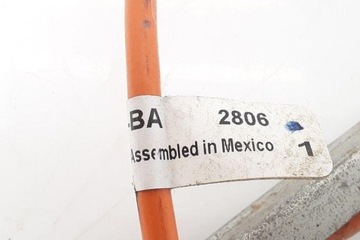 -BA 2806
Assembled in Mexico 1